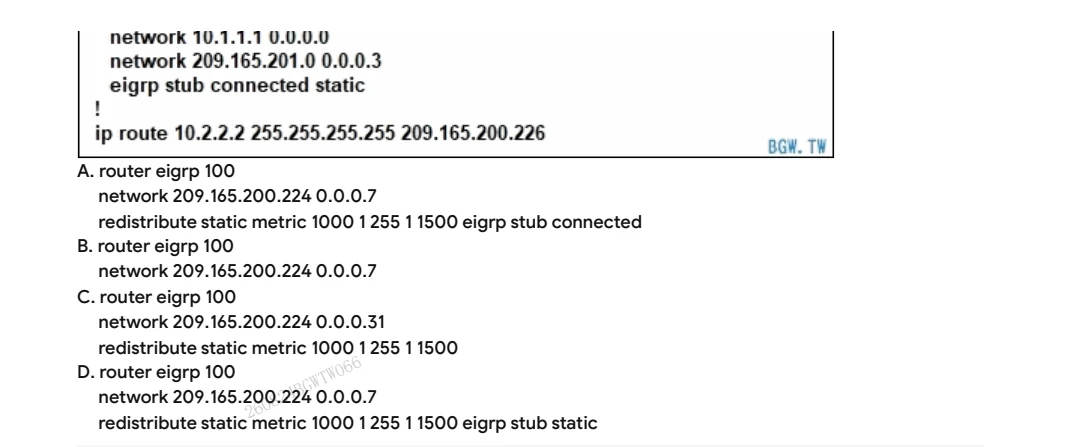 network 10.1.1.1 0.0.0.0
network 209.165.201.0 0.0.0.3
eigrp stub connected static
!
ip route 10.2.2.2 255.255.255.255 209.165.200.226
BGW. TW
A. router eigrp 100
network 209.165.200.224 0.0.0.7
redistribute static metric 1000 1 255 1 1500 eigrp stub connected
B. router eigrp 100
network 209.165.200.224 0.0.0.7
C. router eigrp 100
network 209.165.200.224 0.0.0.31
redistribute static metric 1000 1 255 1 1500
D. router eigrp 100
network 209.165.200.224 0.0.0.7
redistribute static metric 1000 1 255 1 1500 eigrp stub static